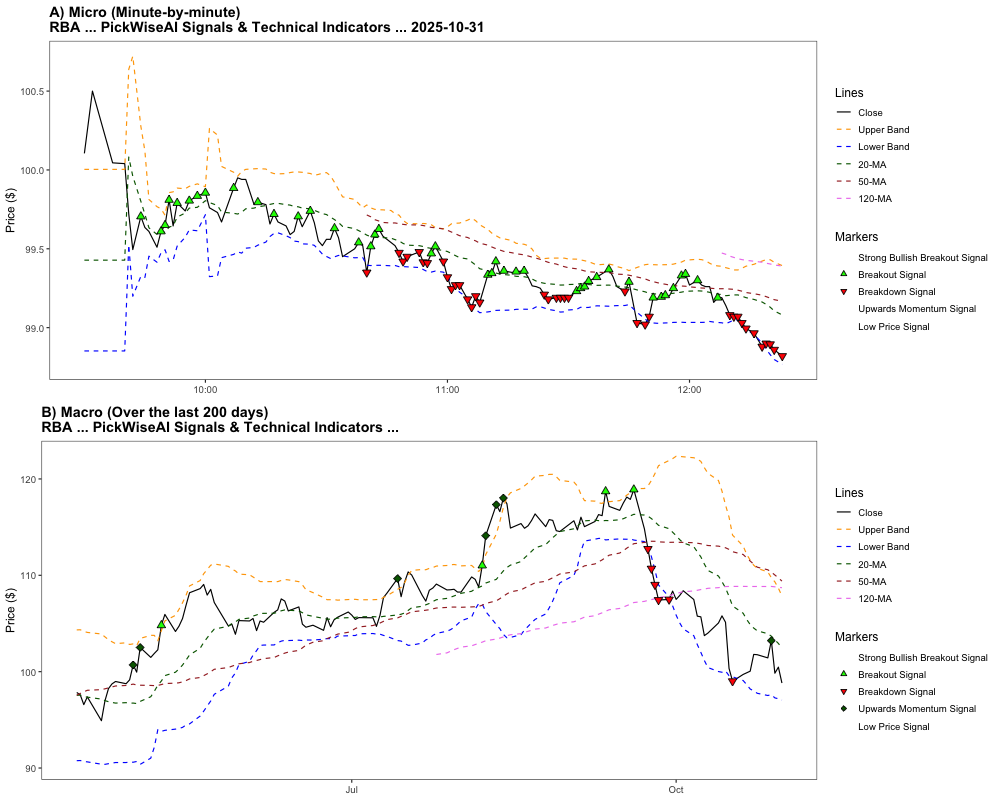 A) Micro (Minute-by-minute)
RBA ... PickWiseAI Signals & Technical Indicators ... 2025-10-31
Price ($)
100.5
100.0
99.5
99.0
10:00
11:00
12:00
Lines
Close
Upper Band
Lower Band
20-MA
50-MA
120-MA
Markers
Strong Bullish Breakout Signal
Breakout Signal
Breakdown Signal
Upwards Momentum Signal
Low Price Signal
B) Macro (Over the last 200 days)
RBA ... PickWiseAI Signals & Technical Indicators ...
Price ($)
120
110
100
90
Jul
Oct
Lines
Close
Upper Band
Lower Band
20-MA
50-MA
120-MA
Markers
Strong Bullish Breakout Signal
Breakout Signal
Breakdown Signal
Upwards Momentum Signal
Low Price Signal